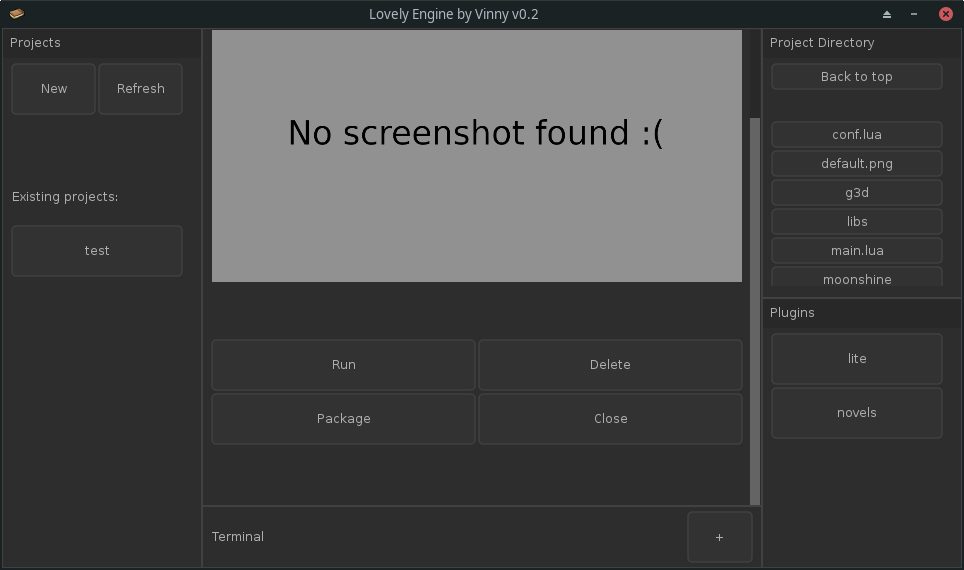 Lovely Engine by Vinny v0.2
Projects
New
Refresh
Existing projects:
test
No screenshot found :(
Run
Delete
Package
Close
Terminal
+
Project Directory
Back to top
conf.lua
default.png
g3d
libs
main.lua
moonshine
Plugins
lite
novels